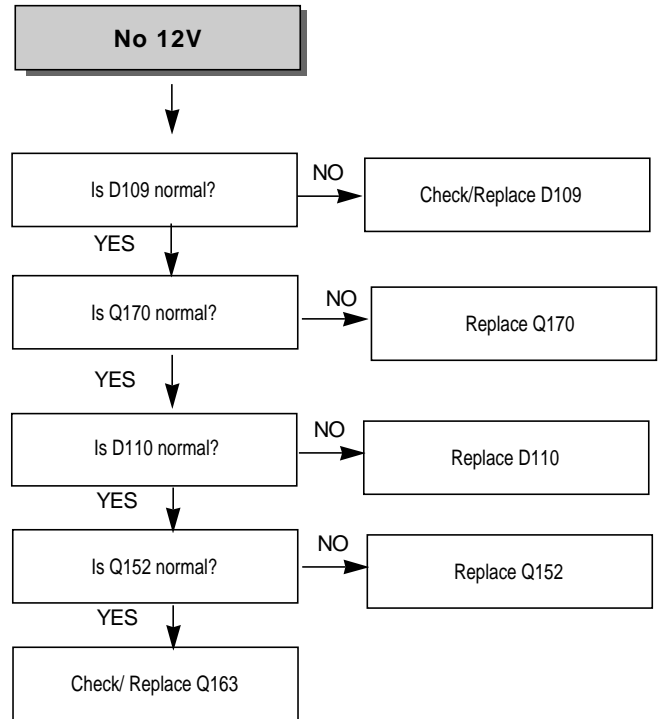 No 12V
Is D109 normal?
NO
Check/Replace D109
YES
Is Q170 normal?
NO
Replace Q170
YES
Is D110 normal?
NO
Replace D110
YES
Is Q152 normal?
NO
Replace Q152
YES
Check/ Replace Q163